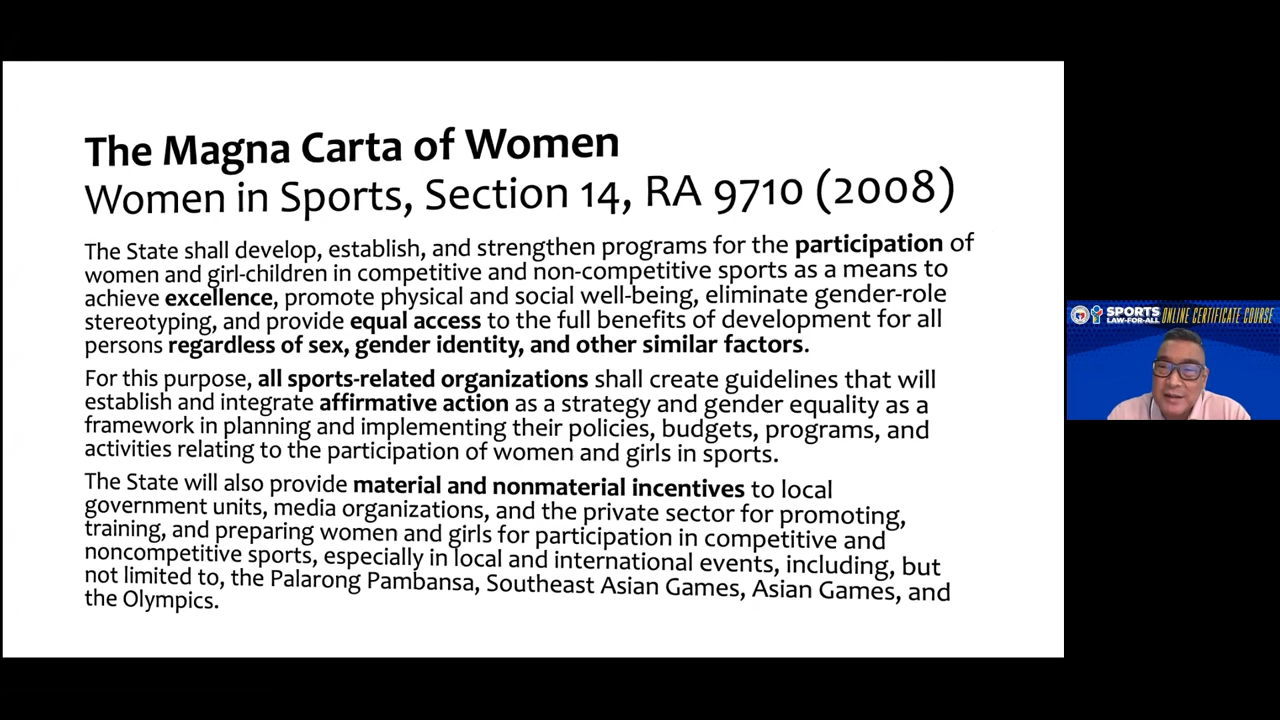 The Magna Carta of Women
Women in Sports, Section 14, RA 9710 (2008)
The State shall develop, establish, and strengthen programs for the participation of
women and girl-children in competitive and non-competitive sports as a means to
achieve excellence, promote physical and social well-being, eliminate gender-role
stereotyping, and provide equal access to the full benefits of development for all
persons regardless of sex, gender identity, and other similar factors.
For this purpose, all sports-related organizations shall create guidelines that will
establish and integrate affirmative action as a strategy and gender equality as a
framework in planning and implementing their policies, budgets, programs, and
activities relating to the participation of women and girls in sports.
The State will also provide material and nonmaterial incentives to local
government units, media organizations, and the private sector for promoting,
training, and preparing women and girls for participation in competitive and
noncompetitive sports, especially in local and international events, including, but
not limited to, the Palarong Pambansa, Southeast Asian Games, Asian Games, and
the Olympics.
SPORTS
LAW-FOR-ALL
ONLINE CERTIFICATE COURSE